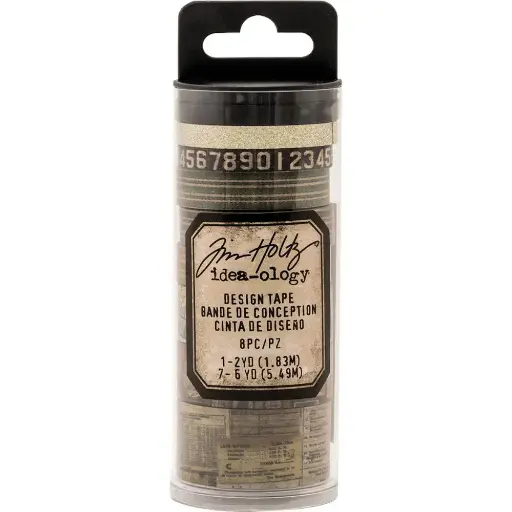 456789012345
Tim Holtz
idea-ology
DESIGN TAPE
BANDE DE CONCEPTION
CINTA DE DISEÑO
8PC/PZ
1-2YD (1.83M)
7-6 YD (5.49M)